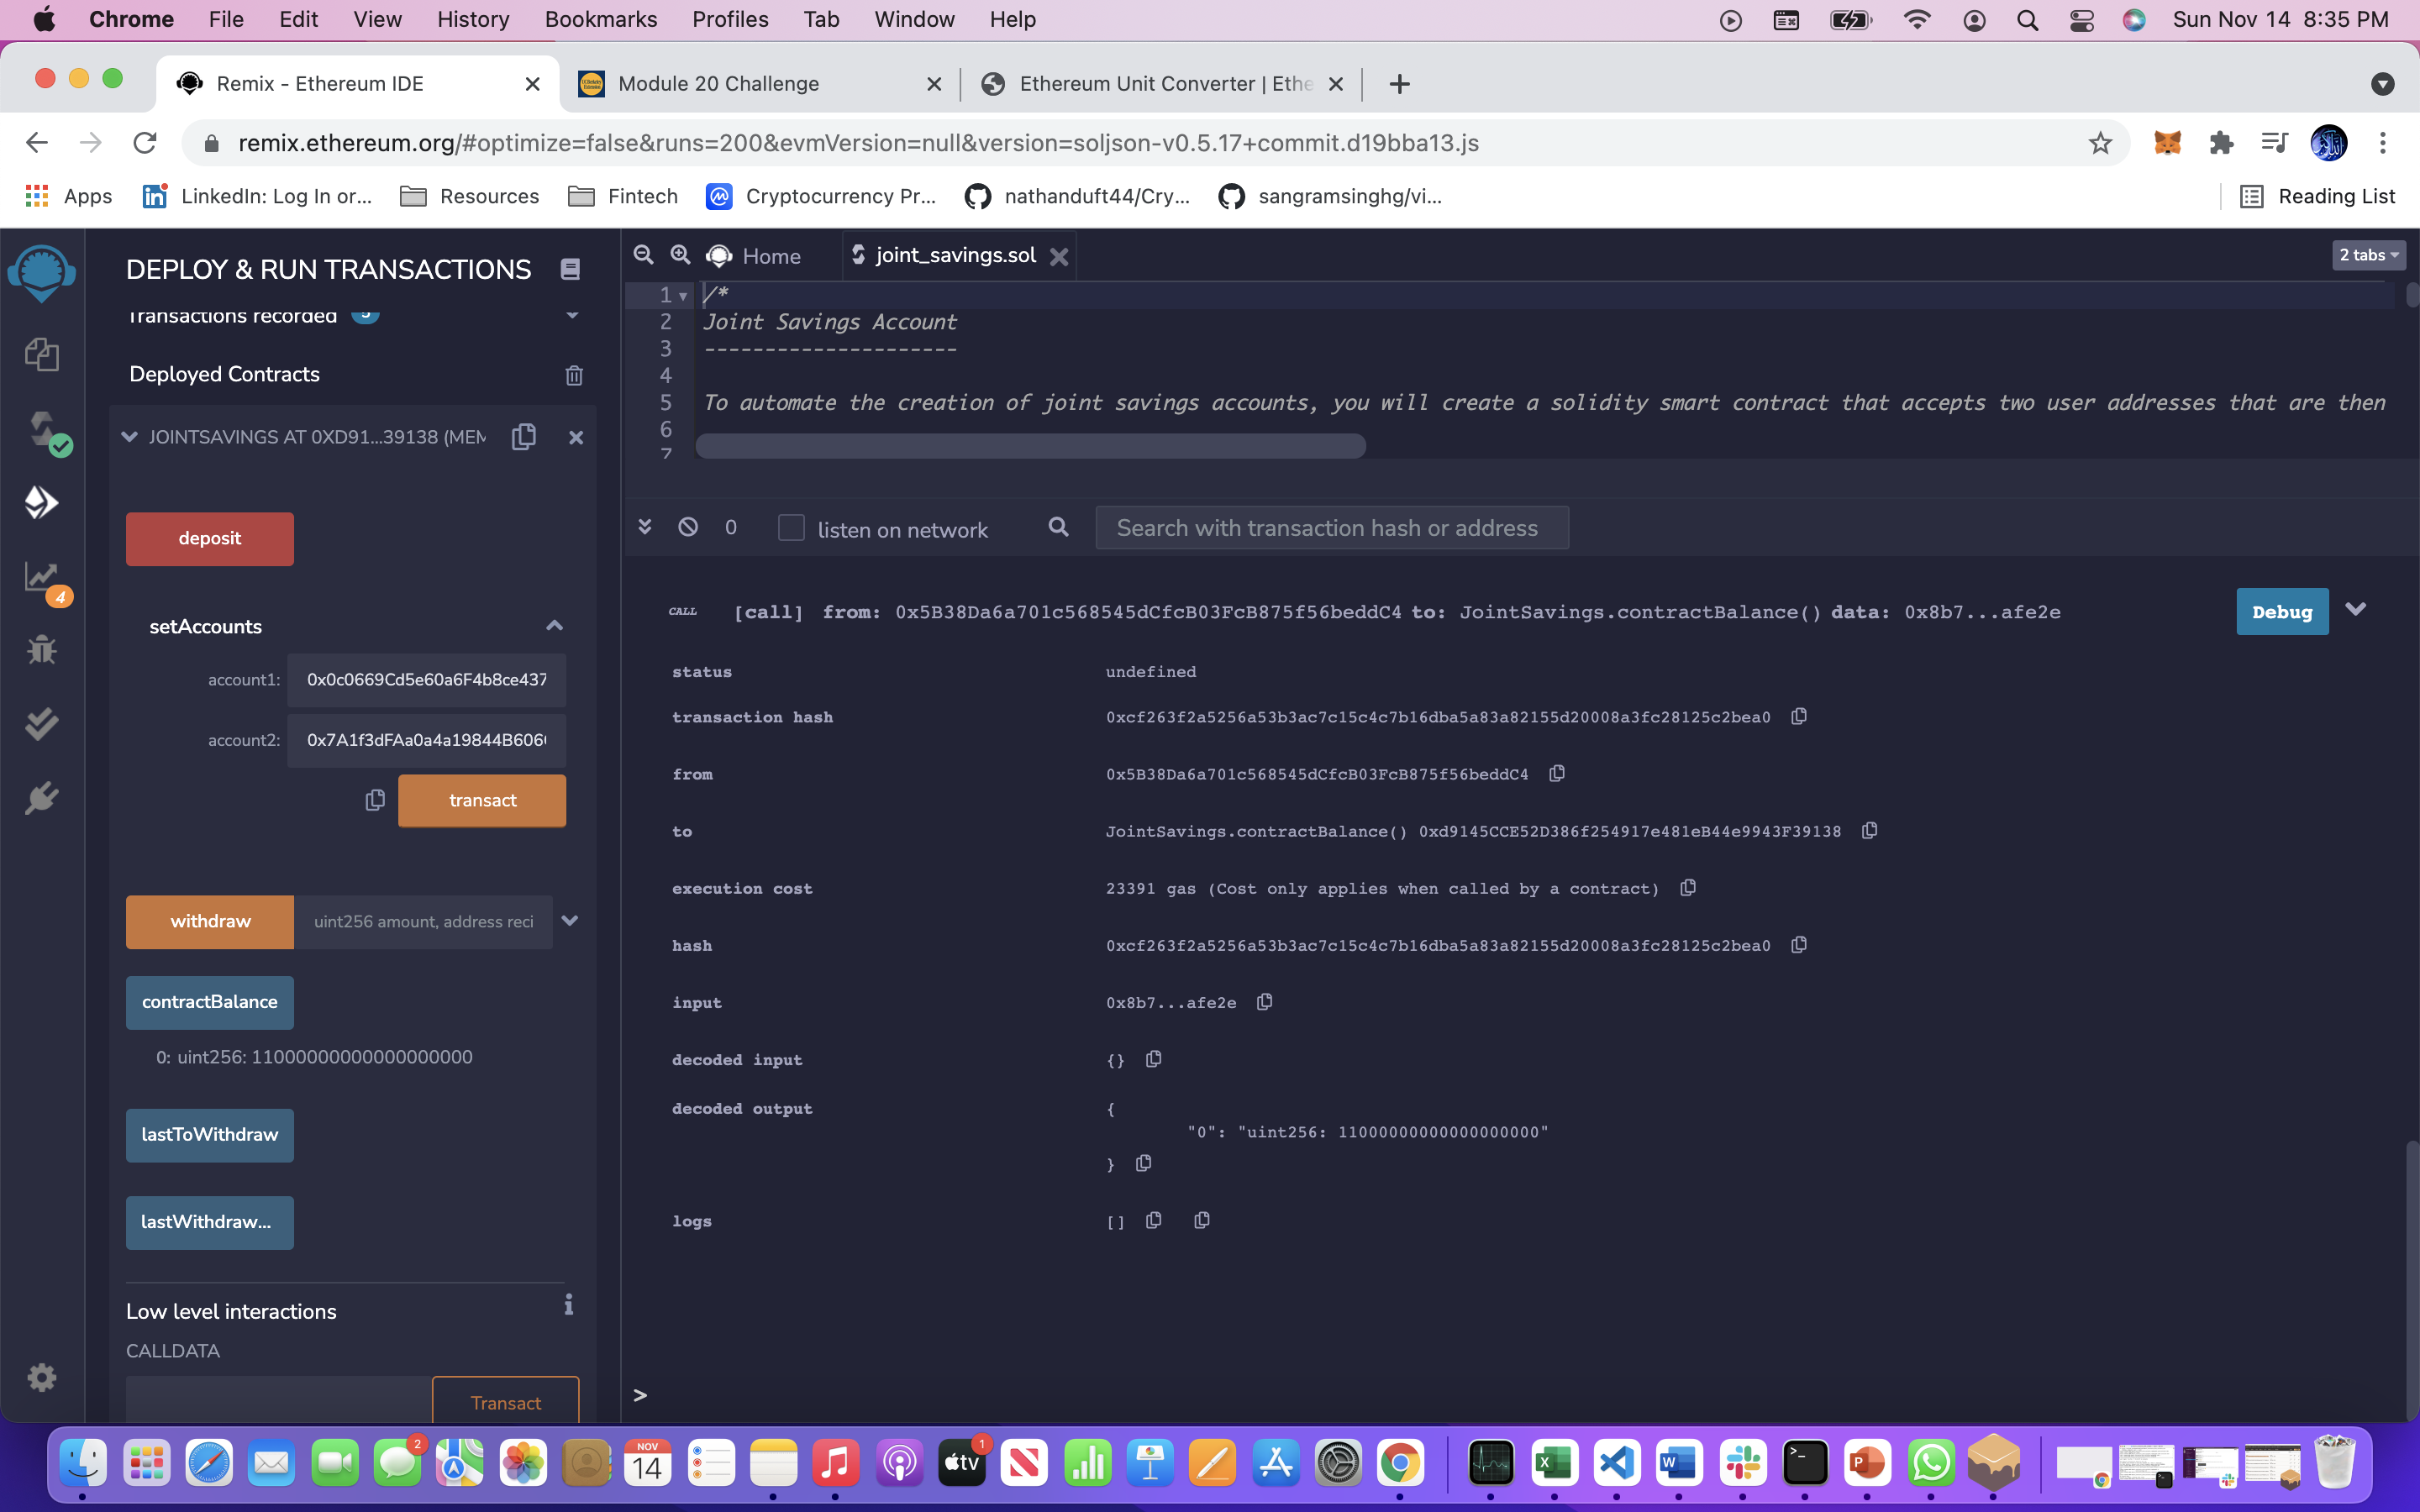 Chrome File Edit View History Bookmarks Profiles Tab Window Help Sun Nov 14 8:35 PM
Remix - Ethereum IDE Module 20 Challenge Ethereum Unit Converter | Ethe
remix.ethereum.org/#optimize=false&runs=200&evmVersion=null&version=soljson-v0.5.17+commit.d19bba13.js
Apps LinkedIn: Log In or... Resources Fintech Cryptocurrency Pr... nathanduft44/Cry... sangramsinghg/vi... Reading List
DEPLOY & RUN TRANSACTIONS
Transactions recorded
Deployed Contracts
JOINTSAVINGS AT 0XD91...39138 (MEM
deposit
setAccounts
account1: 0x0c0669Cd5e60a6F4b8ce437
account2: 0x7A1f3dFAa0a4a19844B606
transact
withdraw uint256 amount, address reci
contractBalance
0: uint256: 11000000000000000000
lastToWithdraw
lastWithdraw...
Low level interactions
CALLDATA
Transact
4
Home joint_savings.sol 2 tabs
1 /*
2 Joint Savings Account
3 ---------------------
4
5 To automate the creation of joint savings accounts, you will create a solidity smart contract that accepts two user addresses that are then
6
7
0 listen on network Search with transaction hash or address
CALL [call] from: 0x5B38Da6a701c568545dCfcB03FcB875f56beddC4 to: JointSavings.contractBalance() data: 0x8b7...afe2e Debug
status undefined
transaction hash 0xcf263f2a5256a53b3ac7c15c4c7b16dba5a83a82155d20008a3fc28125c2bea0
from 0x5B38Da6a701c568545dCfcB03FcB875f56beddC4
to JointSavings.contractBalance() 0xd9145CCE52D386f254917e481eB44e9943F39138
execution cost 23391 gas (Cost only applies when called by a contract)
hash 0xcf263f2a5256a53b3ac7c15c4c7b16dba5a83a82155d20008a3fc28125c2bea0
input 0x8b7...afe2e
decoded input {}
decoded output {
"0": "uint256: 11000000000000000000"
}
logs []
>
2 NOV 14 tv 1